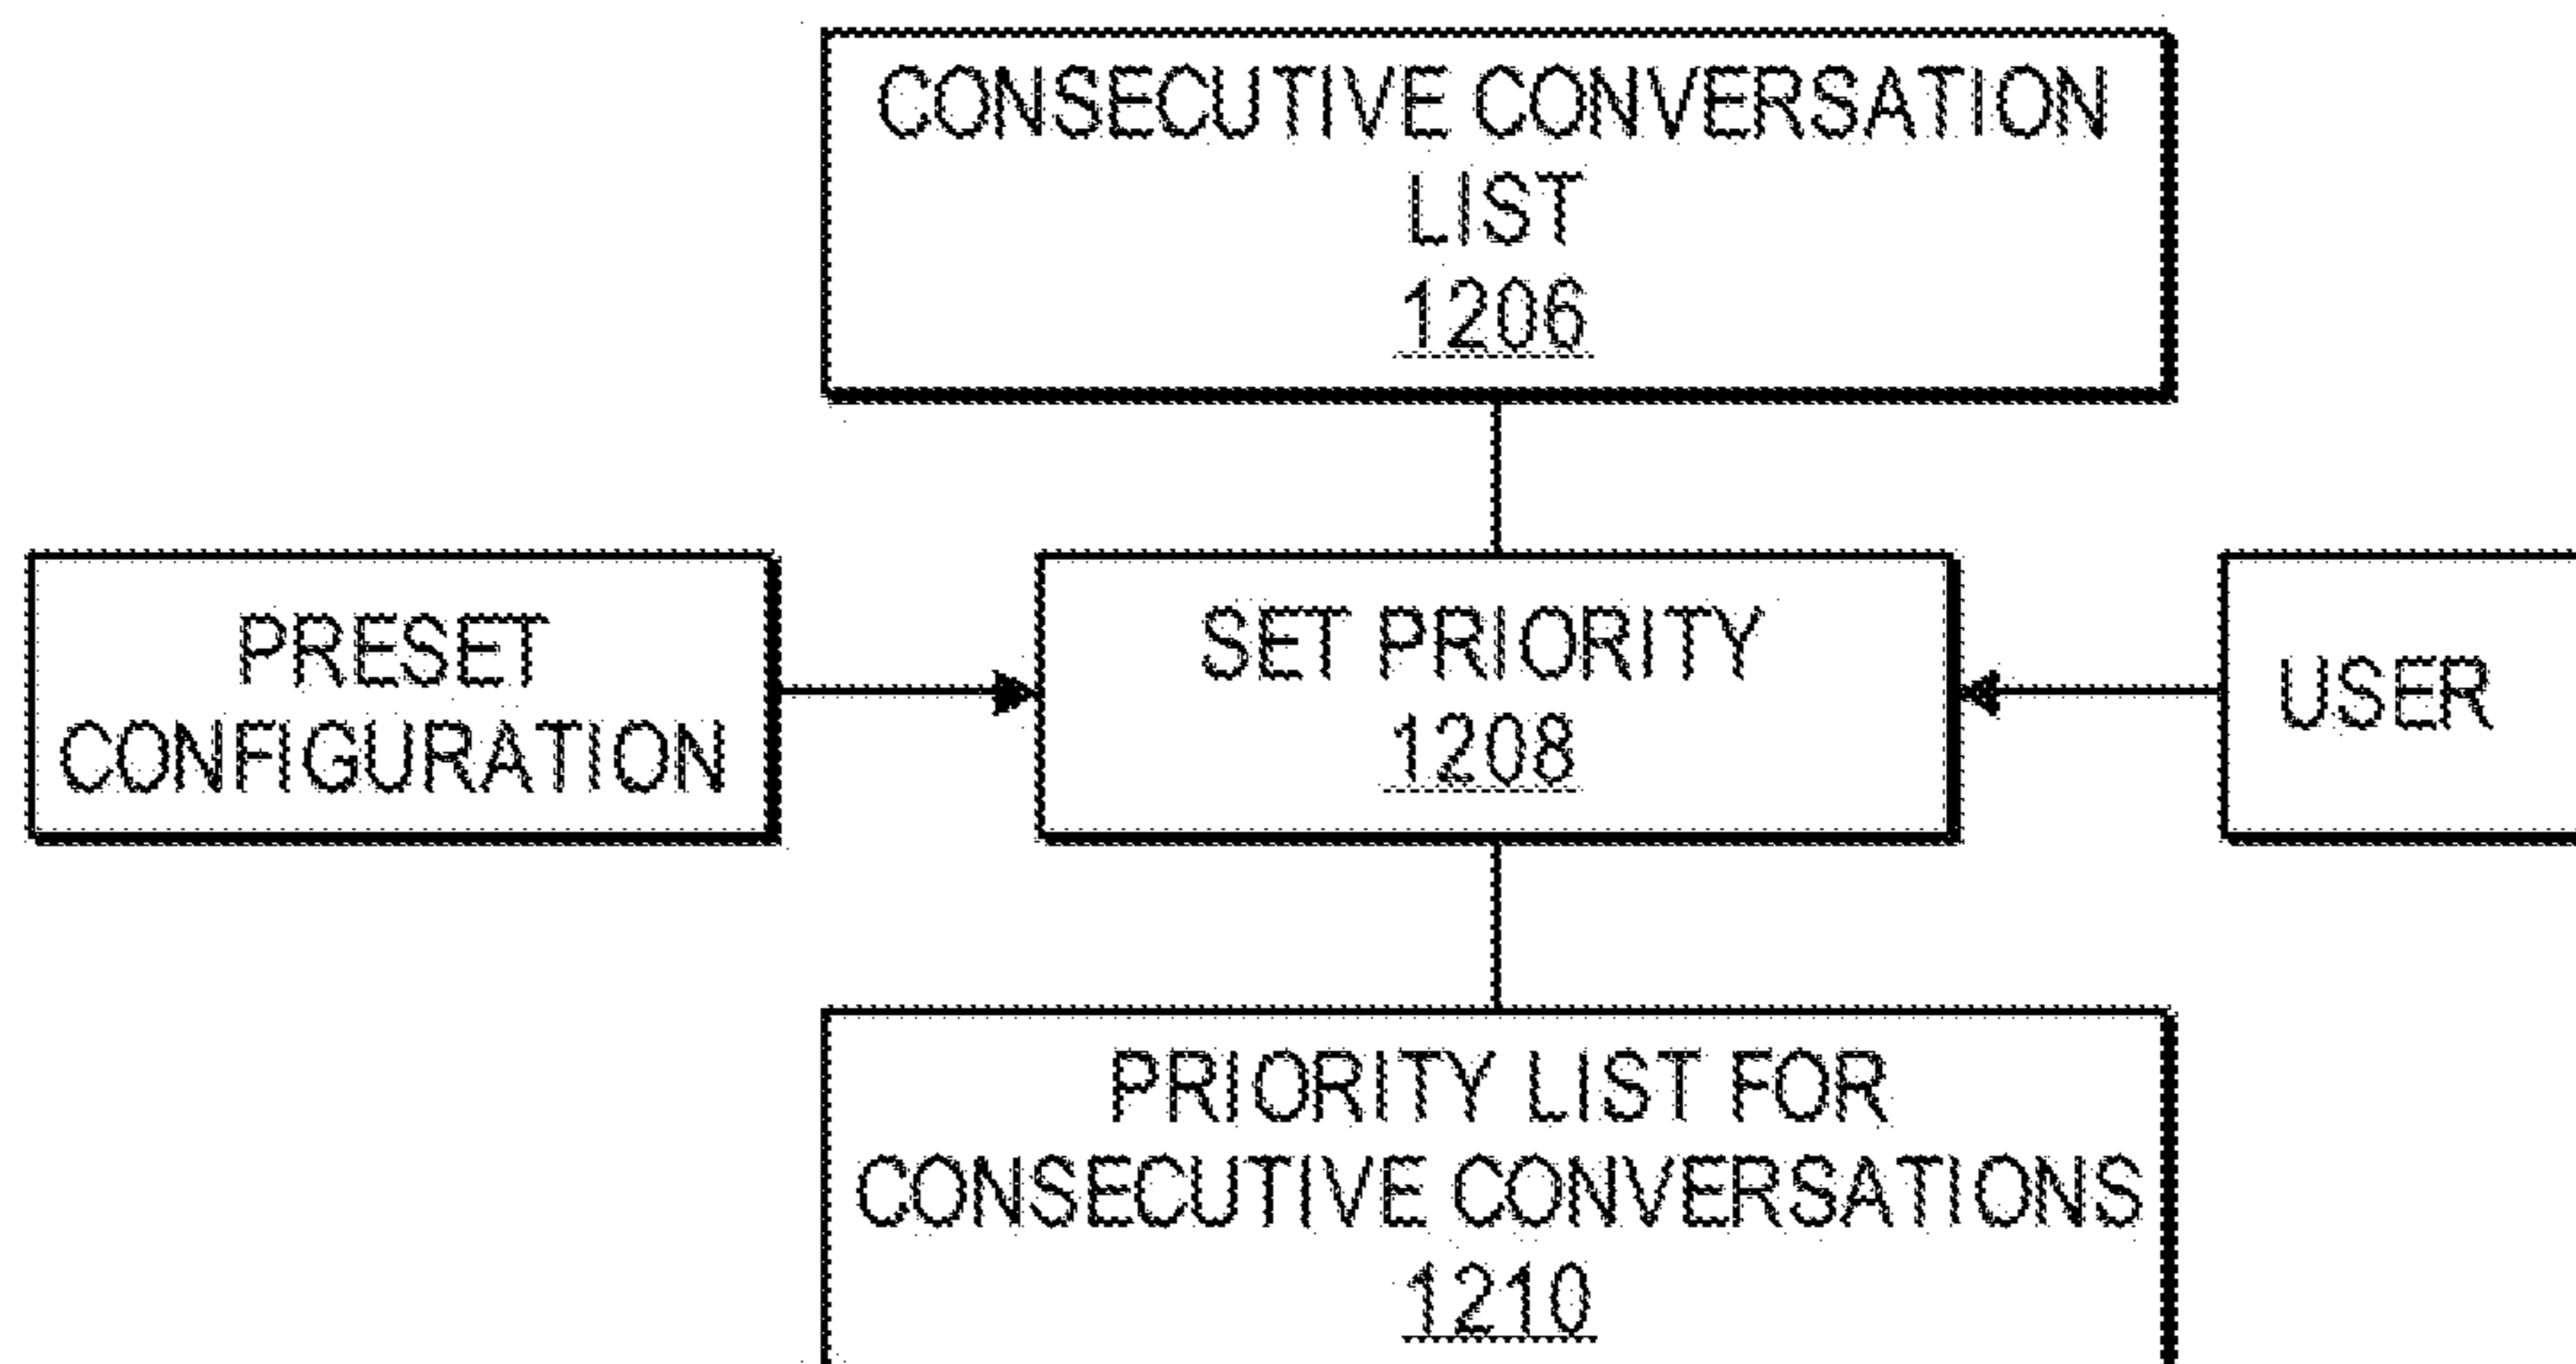 CONSECUTIVE CONVERSATION
LIST
1206
PRESET
CONFIGURATION
SET PRIORITY
1208
USER
PRIORITY LIST FOR
CONSECUTIVE CONVERSATIONS
1210